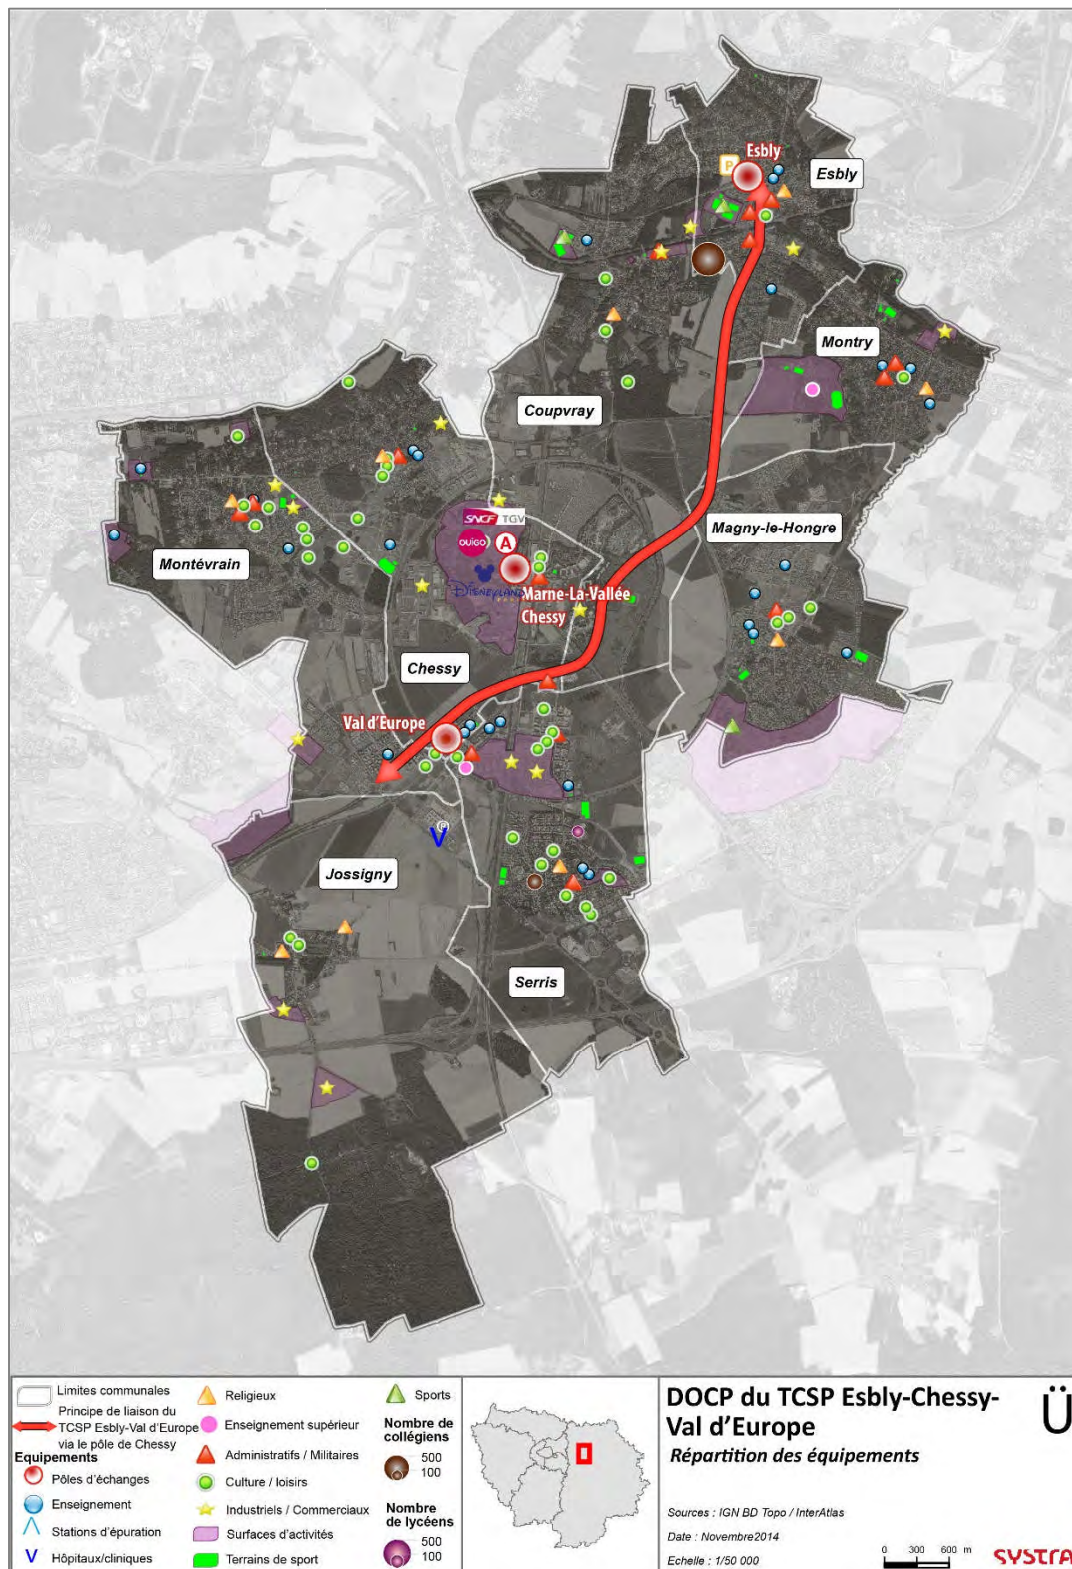 Esbly
P
Esbly
Montry
Coupvray
Magny-le-Hongre
Montévrain
SNCF TGV
OUIGO
A
DISNEYLAND
Marne-La-Vallée
Chessy
Chessy
Val d'Europe
V
Jossigny
Serris
Limites communales
Principe de liaison du
TCSP Esbly-Val d'Europe
via le pôle de Chessy
Equipements
Pôles d'échanges
Enseignement
Stations d'épuration
V Hôpitaux/cliniques
Religieux
Enseignement supérieur
Administratifs / Militaires
Culture / loisirs
Industriels / Commerciaux
Surfaces d'activités
Terrains de sport
Sports
Nombre de
collégiens
500
100
Nombre
de lycéens
500
100
DOCP du TCSP Esbly-Chessy-
Val d'Europe
Répartition des équipements
Sources : IGN BD Topo / InterAtlas
Date : Novembre2014
Echelle : 1/50 000
0 300 600 m
Ü
SYSTRA